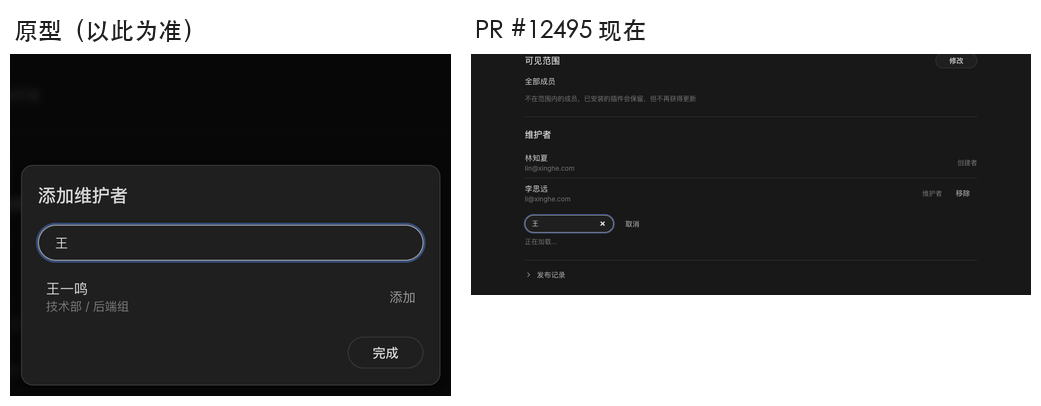 原型（以此为准）
添加维护者
王
王一鸣
技术部 / 后端组
添加
完成
PR #12495 现在
可见范围
修改
全部成员
不在范围内的成员，已安装的插件会保留，但不再获得更新
维护者
林知夏
lin@xinghe.com
创建者
李思远
li@xinghe.com
维护者
移除
王
取消
正在加载...
发布记录